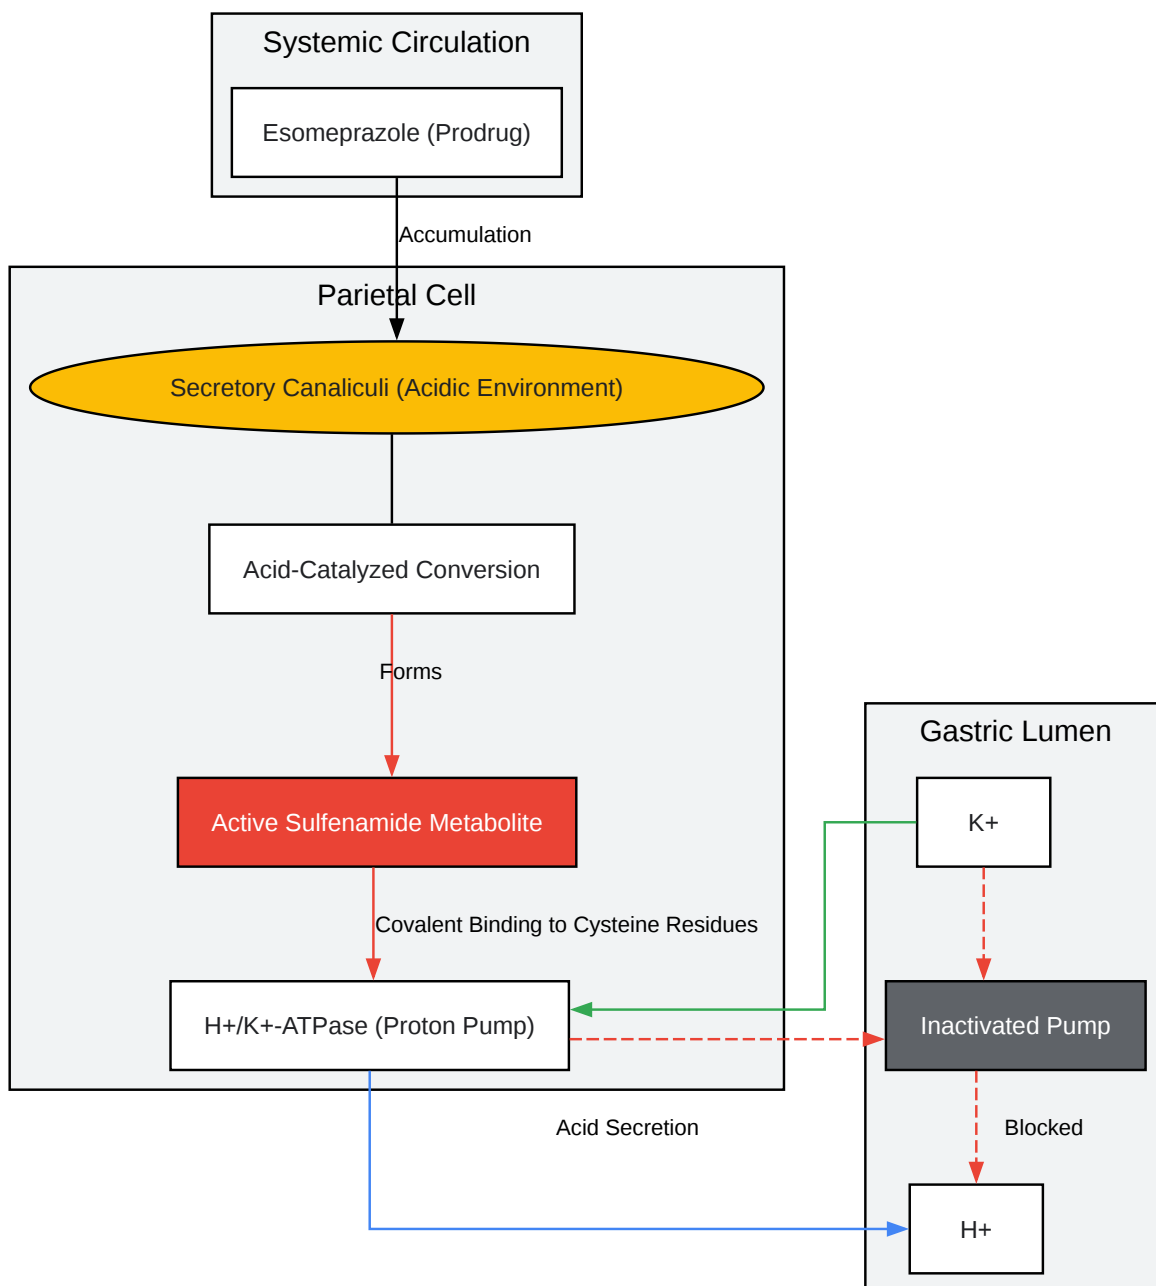 Systemic Circulation
Esomeprazole (Prodrug)
Accumulation
Parietal Cell
Secretory Canaliculi (Acidic Environment)
Acid-Catalyzed Conversion
Forms
Gastric Lumen
Active Sulfenamide Metabolite
K+
Covalent Binding to Cysteine Residues
H+/K+-ATPase (Proton Pump)
Inactivated Pump
Acid Secretion
Blocked
H+